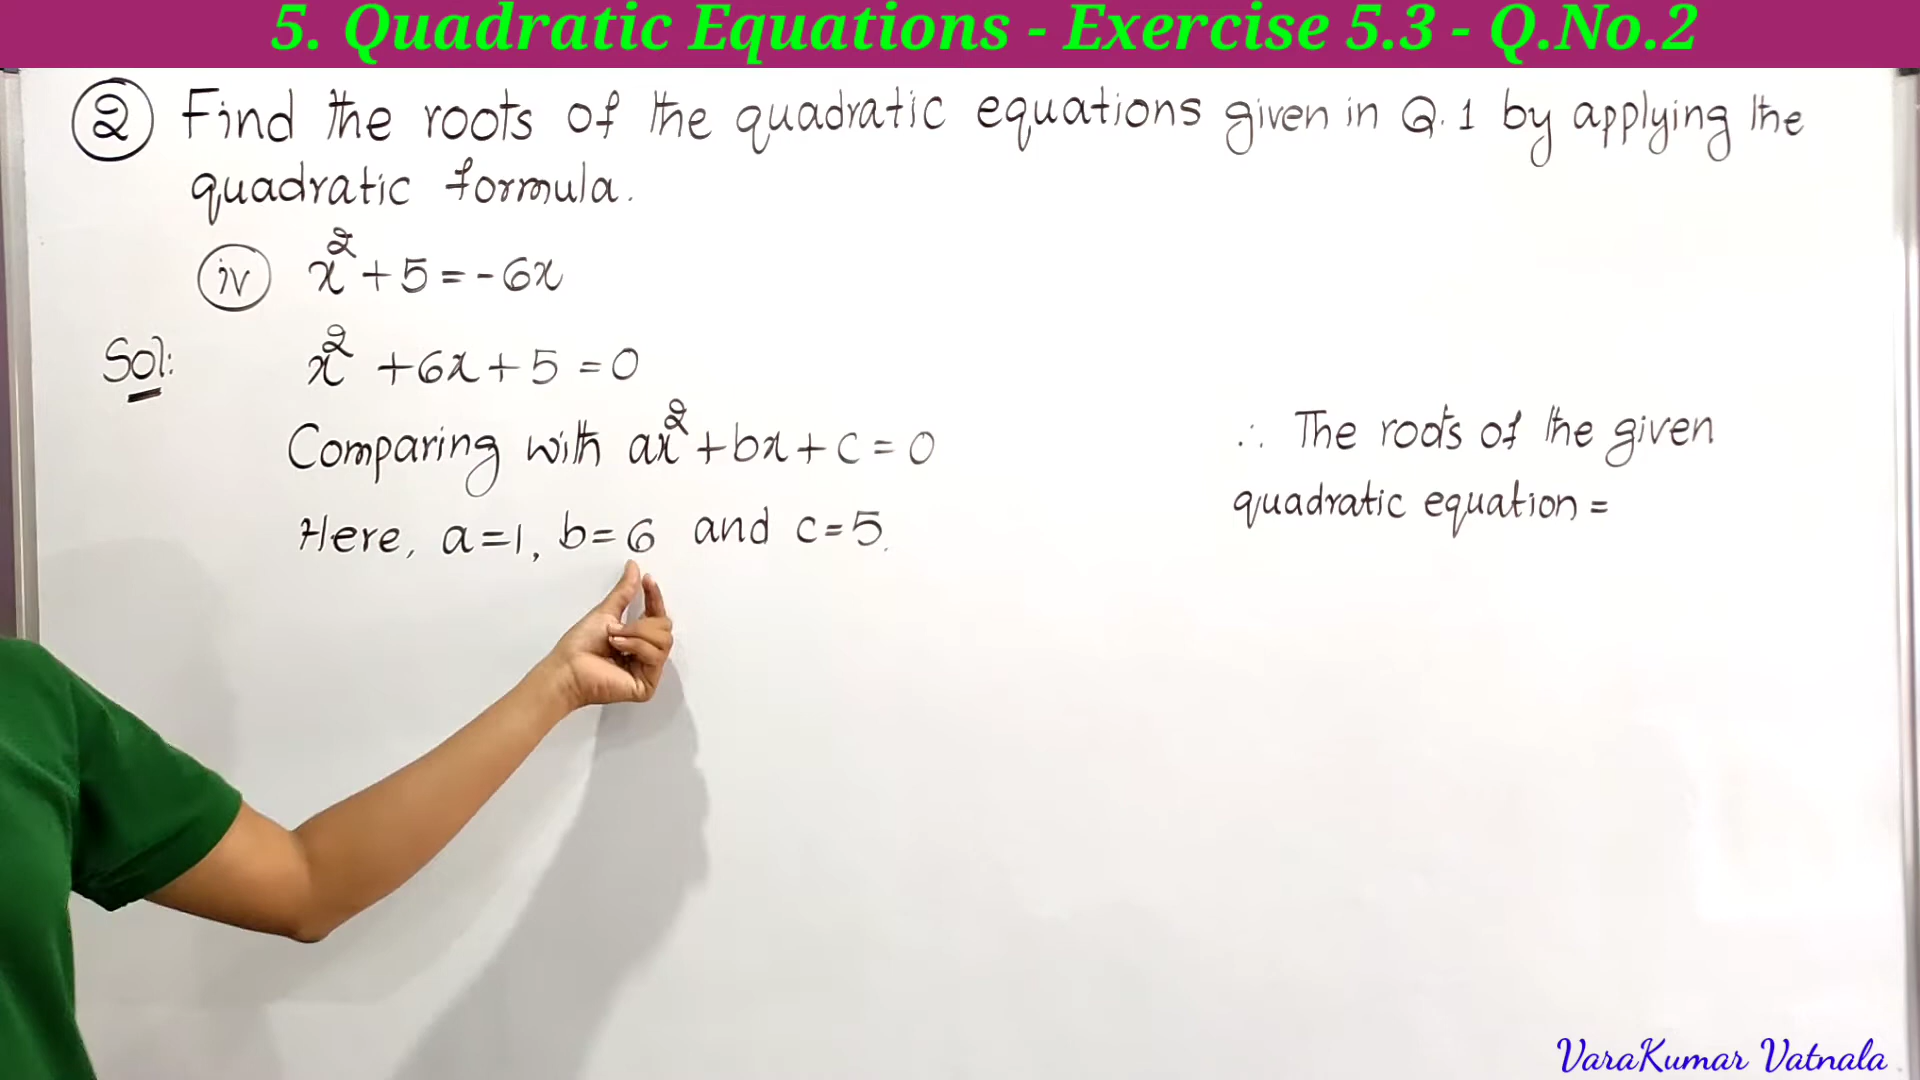 5. Quadratic Equations - Exercise 5.3 - Q.No.2
2 Find the roots of the quadratic equations given in Q.1 by applying the
quadratic formula.
iv x² + 5 = -6x
Sol: x² + 6x + 5 = 0
Comparing with ax² + bx + c = 0
Here, a=1, b=6 and c=5.
∴ The roots of the given
quadratic equation =
VaraKumar Vatnala